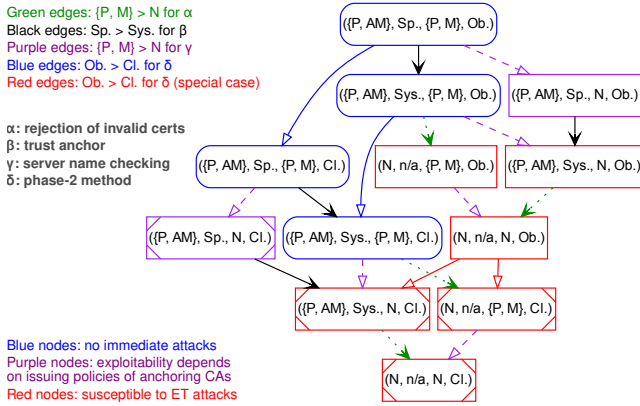 Green edges: {P, M} > N for α
Black edges: Sp. > Sys. for β
Purple edges: {P, M} > N for γ
Blue edges: Ob. > Cl. for δ
Red edges: Ob. > Cl. for δ (special case)
α: rejection of invalid certs
β: trust anchor
γ: server name checking
δ: phase-2 method
({P, AM}, Sp., {P, M}, Ob.)
({P, AM}, Sys., {P, M}, Ob.)
({P, AM}, Sp., N, Ob.)
({P, AM}, Sp., {P, M}, Cl.)
(N, n/a, {P, M}, Ob.)
({P, AM}, Sys., N, Ob.)
({P, AM}, Sp., N, Cl.)
({P, AM}, Sys., {P, M}, Cl.)
(N, n/a, N, Ob.)
({P, AM}, Sys., N, Cl.)
(N, n/a, {P, M}, Cl.)
(N, n/a, N, Cl.)
Blue nodes: no immediate attacks
Purple nodes: exploitability depends
on issuing policies of anchoring CAs
Red nodes: susceptible to ET attacks